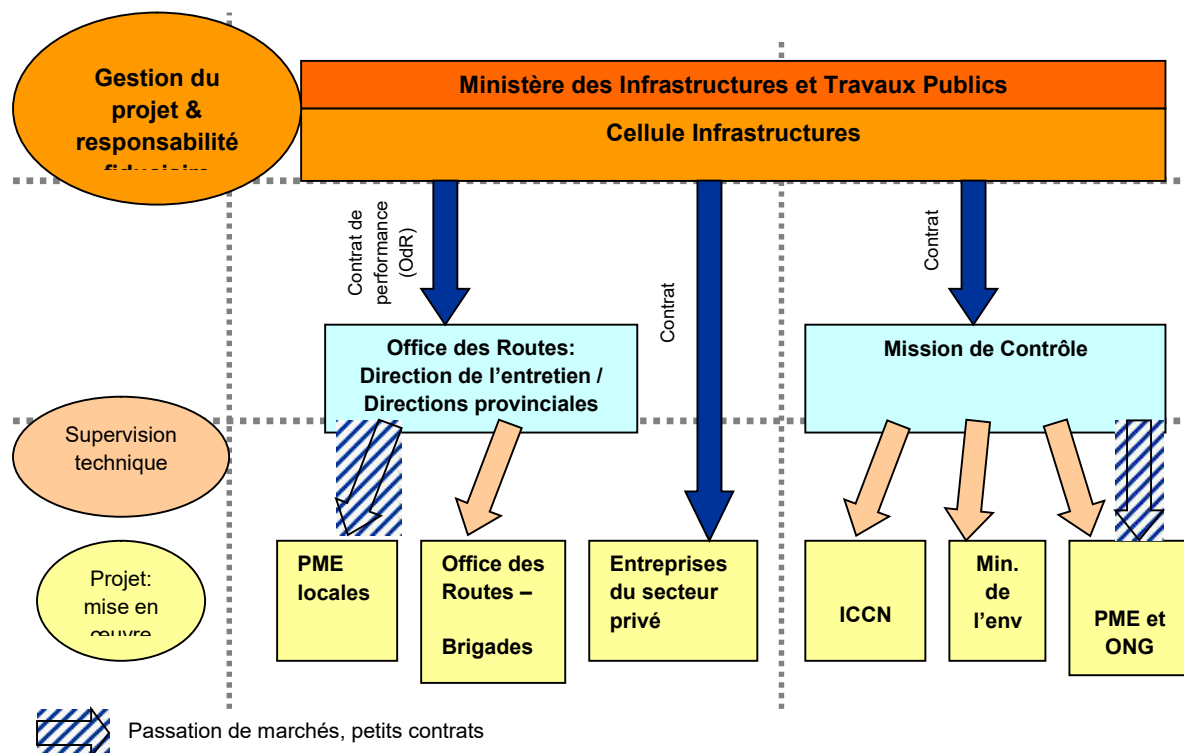 Gestion du
projet &
responsabilité
fiduciaire
Ministère des Infrastructures et Travaux Publics
Cellule Infrastructures
Contrat de
performance
(OdR)
Contrat
Contrat
Office des Routes:
Direction de l'entretien /
Directions provinciales
Mission de Contrôle
Supervision
technique
Projet:
mise en
œuvre
PME
locales
Office des
Routes –
Brigades
Entreprises
du secteur
privé
ICCN
Min.
de
l'env
PME et
ONG
Passation de marchés, petits contrats